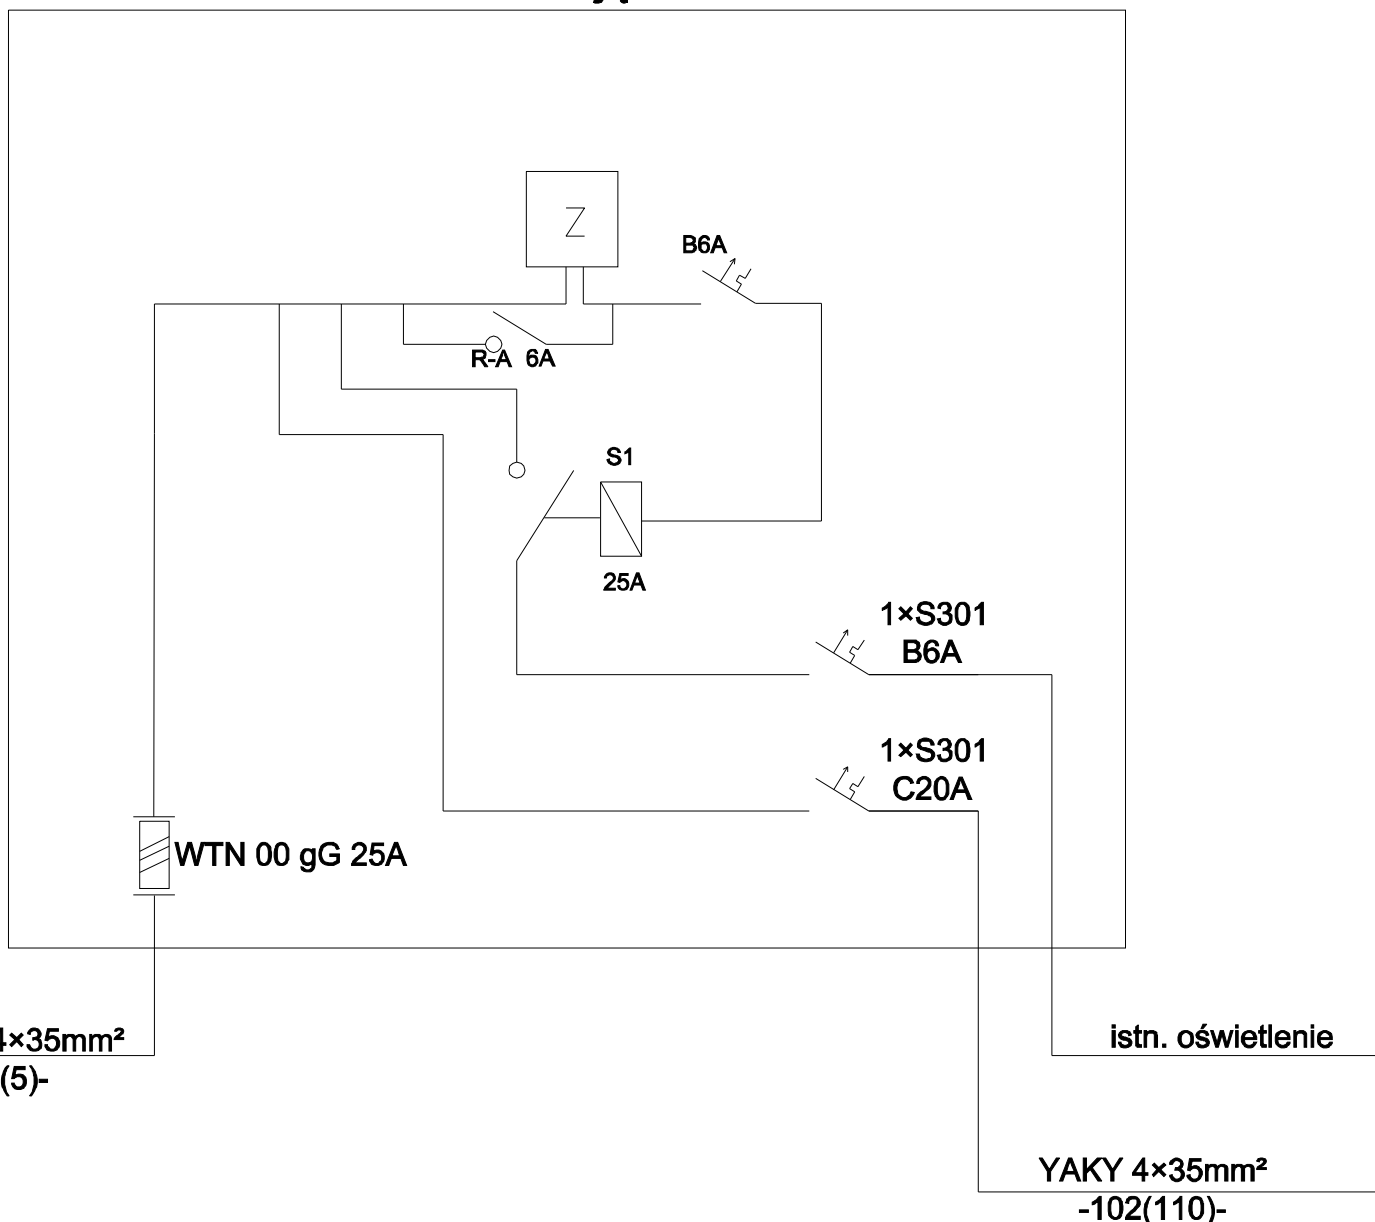 Z
B6A
R-A 6A
S1
25A
1×S301
B6A
1×S301
C20A
WTN 00 gG 25A
4×35mm²
(5)-
istn. oświetlenie
YAKY 4×35mm²
-102(110)-